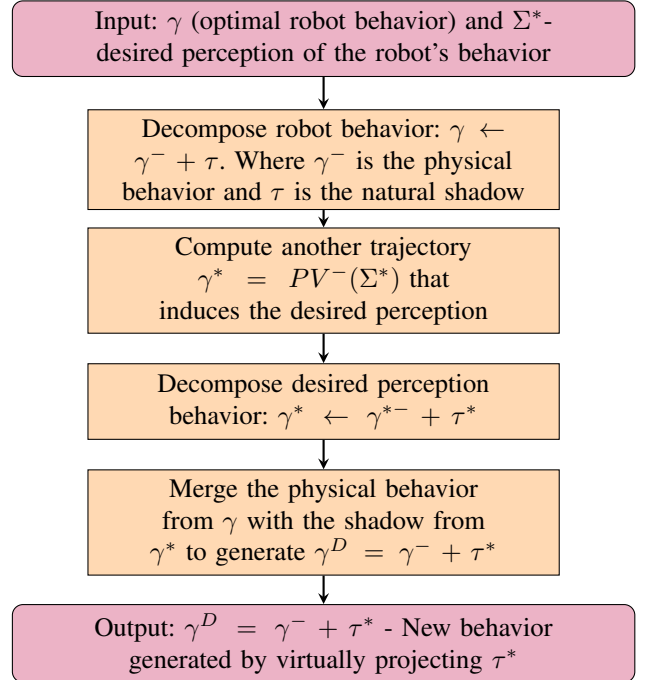 Input: γ (optimal robot behavior) and Σ*-
desired perception of the robot's behavior
Decompose robot behavior: γ ←
γ⁻ + τ. Where γ⁻ is the physical
behavior and τ is the natural shadow
Compute another trajectory
γ* = PV⁻(Σ*) that
induces the desired perception
Decompose desired perception
behavior: γ* ← γ*⁻ + τ*
Merge the physical behavior
from γ with the shadow from
γ* to generate γᴰ = γ⁻ + τ*
Output: γᴰ = γ⁻ + τ* - New behavior
generated by virtually projecting τ*